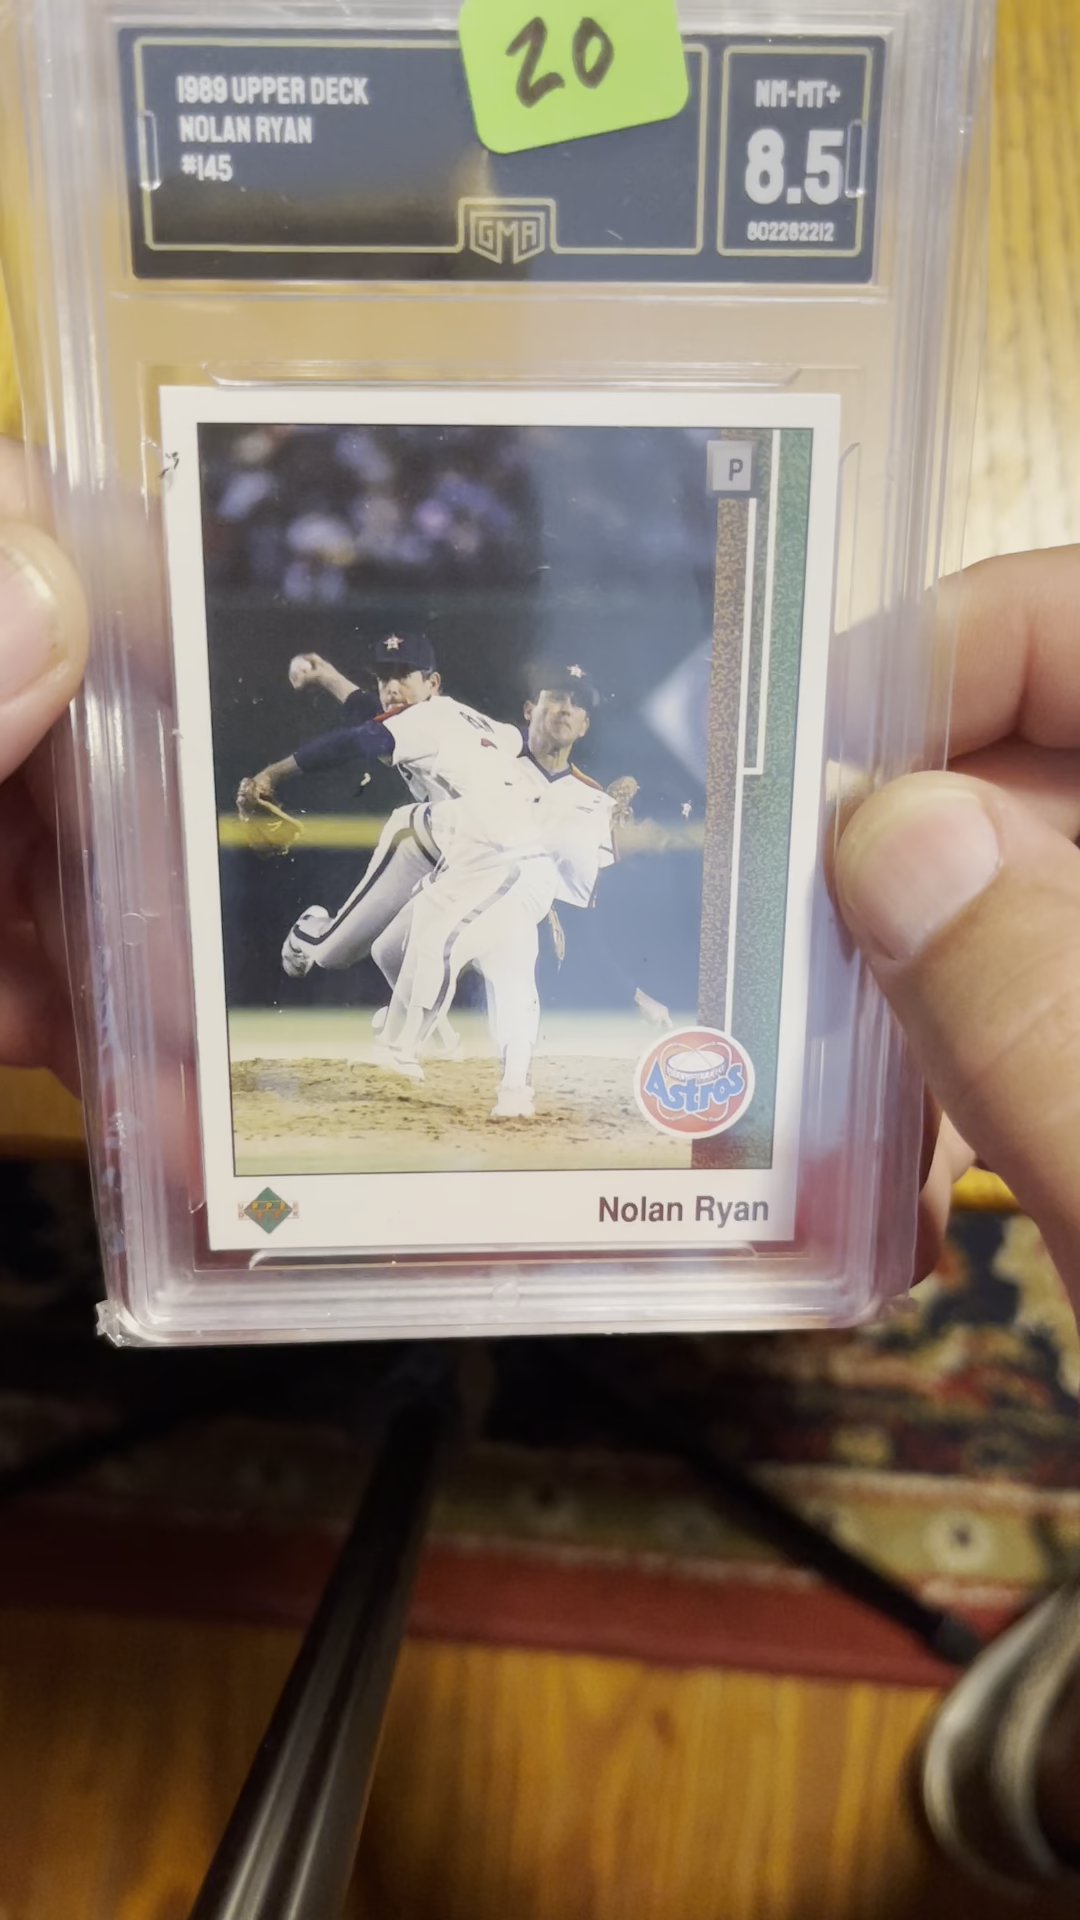 20
1989 UPPER DECK
NOLAN RYAN
#145
GMA
NM-MT+
8.5
802282212
P
Astros
Nolan Ryan